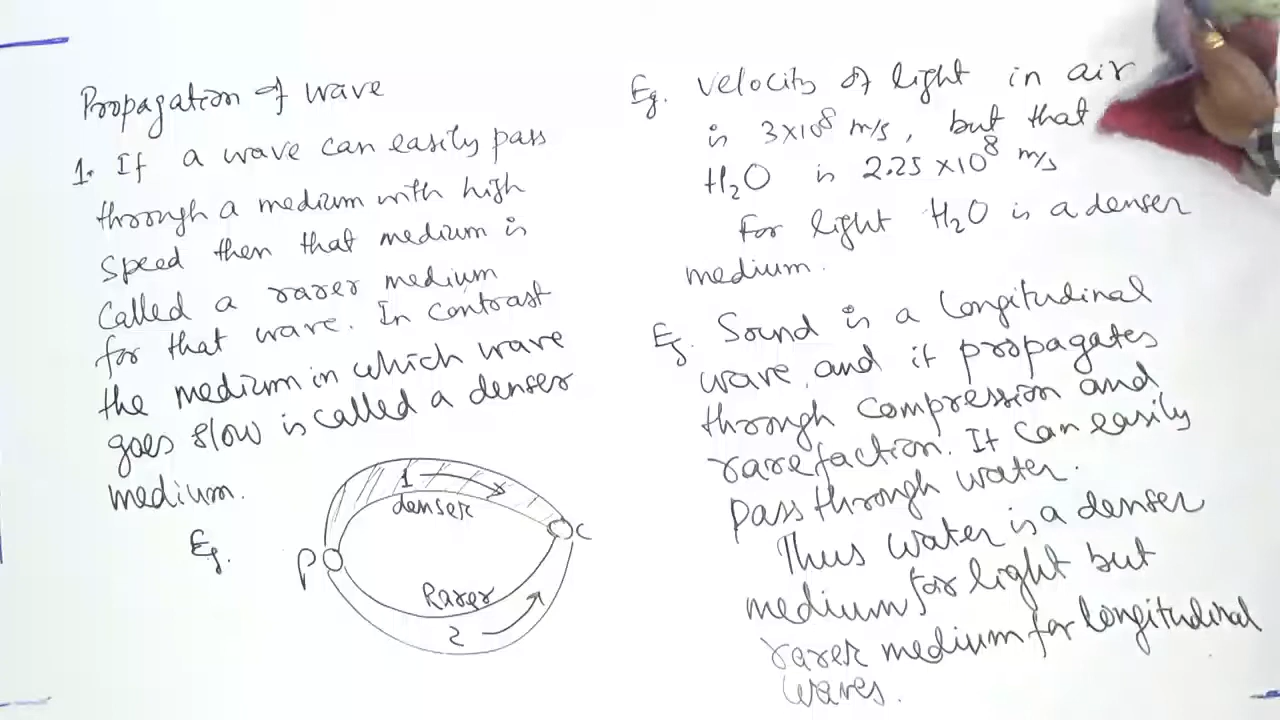 Propagation of wave
1. If a wave can easily pass
through a medium with high
speed then that medium is
called a rarer medium
for that wave. In contrast
the medium in which wave
goes slow is called a denser
medium.
Eg.
1
denser
P
C
Rarer
2
Eg. velocity of light in air
is 3×10⁸ m/s, but that
H₂O is 2.25 ×10⁸ m/s
For light H₂O is a denser
medium.
Eg. Sound is a longitudinal
wave, and it propagates
through compression and
rarefaction. It can easily
pass through water.
Thus water is a denser
medium for light but
rarer medium for longitudinal
waves.